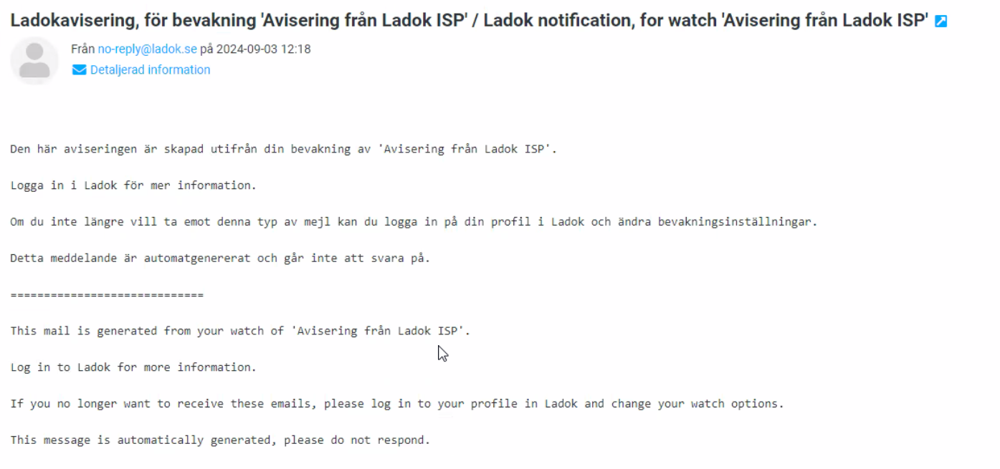 Ladokavisering, för bevakning 'Avisering från Ladok ISP' / Ladok notification, for watch 'Avisering från Ladok ISP'
Från no-reply@ladok.se på 2024-09-03 12:18
Detaljerad information
Den här aviseringen är skapad utifrån din bevakning av 'Avisering från Ladok ISP'.
Logga in i Ladok för mer information.
Om du inte längre vill ta emot denna typ av mejl kan du logga in på din profil i Ladok och ändra bevakningsinställningar.
Detta meddelande är automatgenererat och går inte att svara på.
=============================
This mail is generated from your watch of 'Avisering från Ladok ISP'.
Log in to Ladok for more information.
If you no longer want to receive these emails, please log in to your profile in Ladok and change your watch options.
This message is automatically generated, please do not respond.